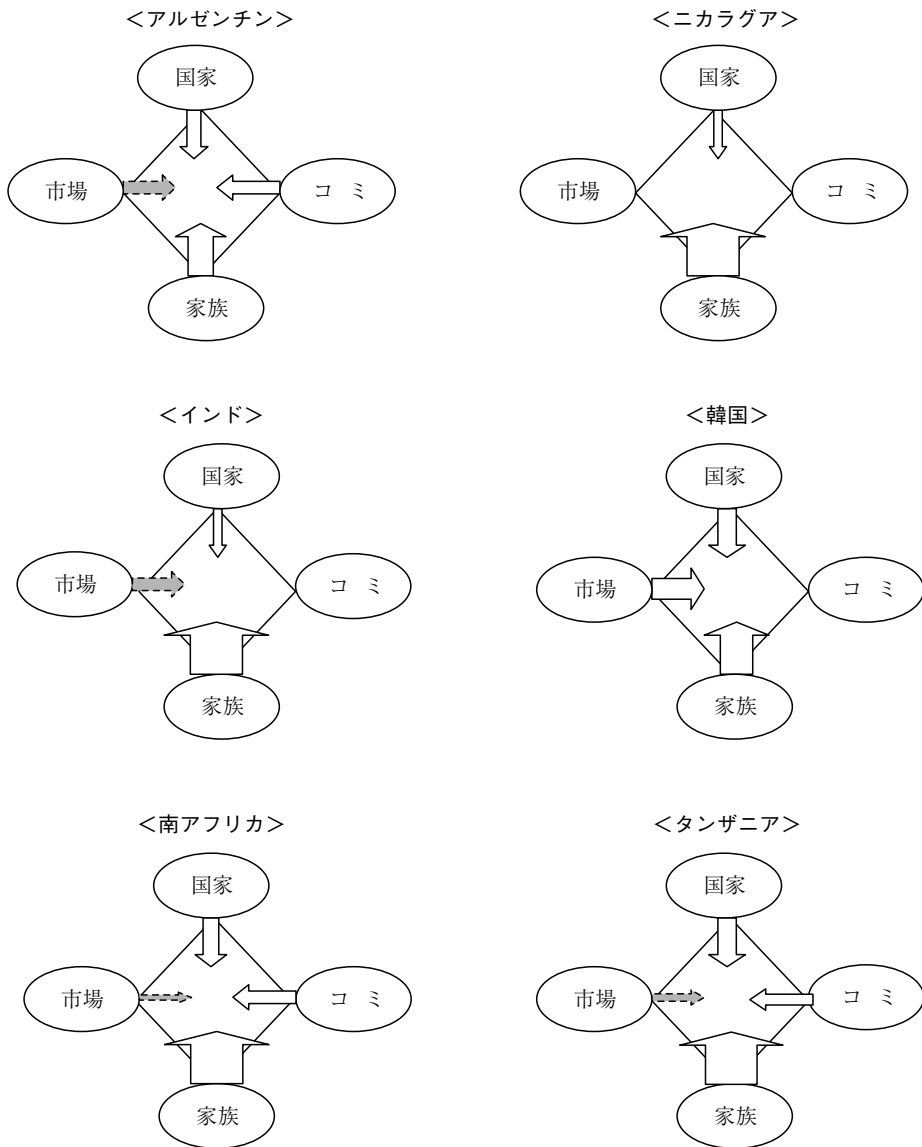 ＜アルゼンチン＞
国家
市場
コ ミ
家族
＜ニカラグア＞
国家
市場
コ ミ
家族
＜インド＞
国家
市場
コ ミ
家族
＜韓国＞
国家
市場
コ ミ
家族
＜南アフリカ＞
国家
市場
コ ミ
家族
＜タンザニア＞
国家
市場
コ ミ
家族